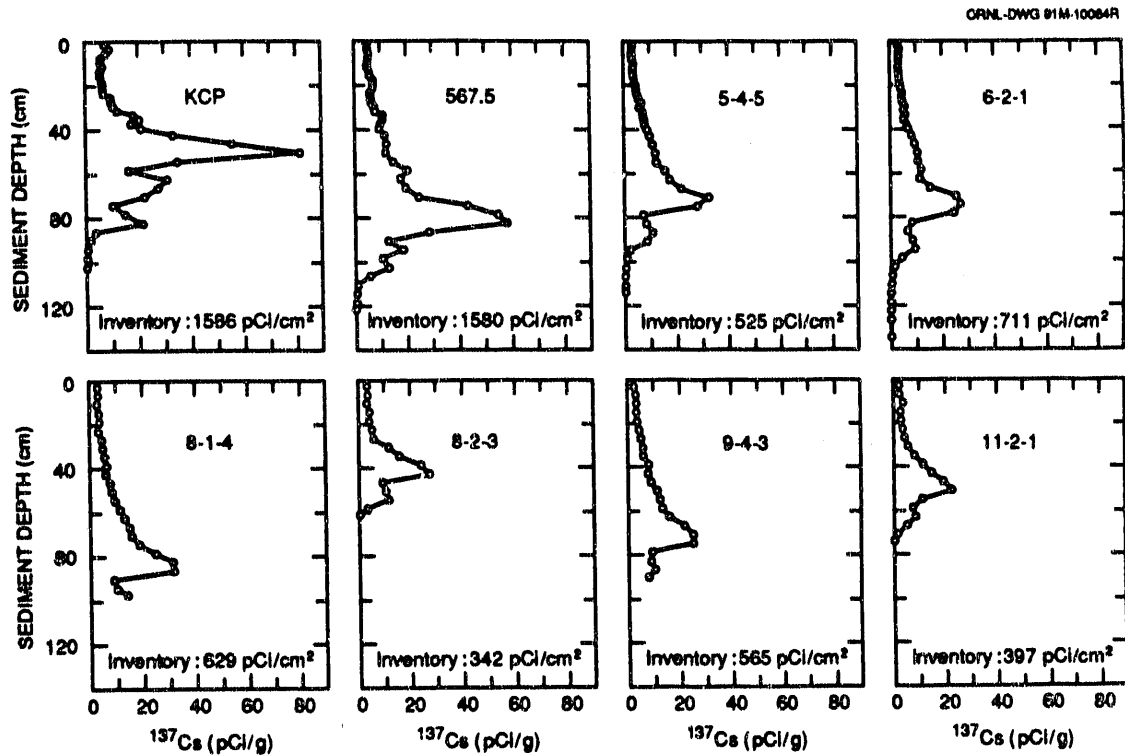 ORNL-DWG 91M-10084R
0
40
80
120
SEDIMENT DEPTH (cm)
KCP
Inventory : 1586 pCi/cm²
567.5
Inventory : 1580 pCi/cm²
5-4-5
Inventory : 525 pCi/cm²
6-2-1
Inventory : 711 pCi/cm²
0
40
80
120
SEDIMENT DEPTH (cm)
8-1-4
Inventory : 629 pCi/cm²
8-2-3
Inventory : 342 pCi/cm²
9-4-3
Inventory : 565 pCi/cm²
11-2-1
Inventory : 397 pCi/cm²
0 20 40 60 80
0 20 40 60 80
0 20 40 60 80
0 20 40 60 80
¹³⁷Cs (pCi/g)
¹³⁷Cs (pCi/g)
¹³⁷Cs (pCi/g)
¹³⁷Cs (pCi/g)